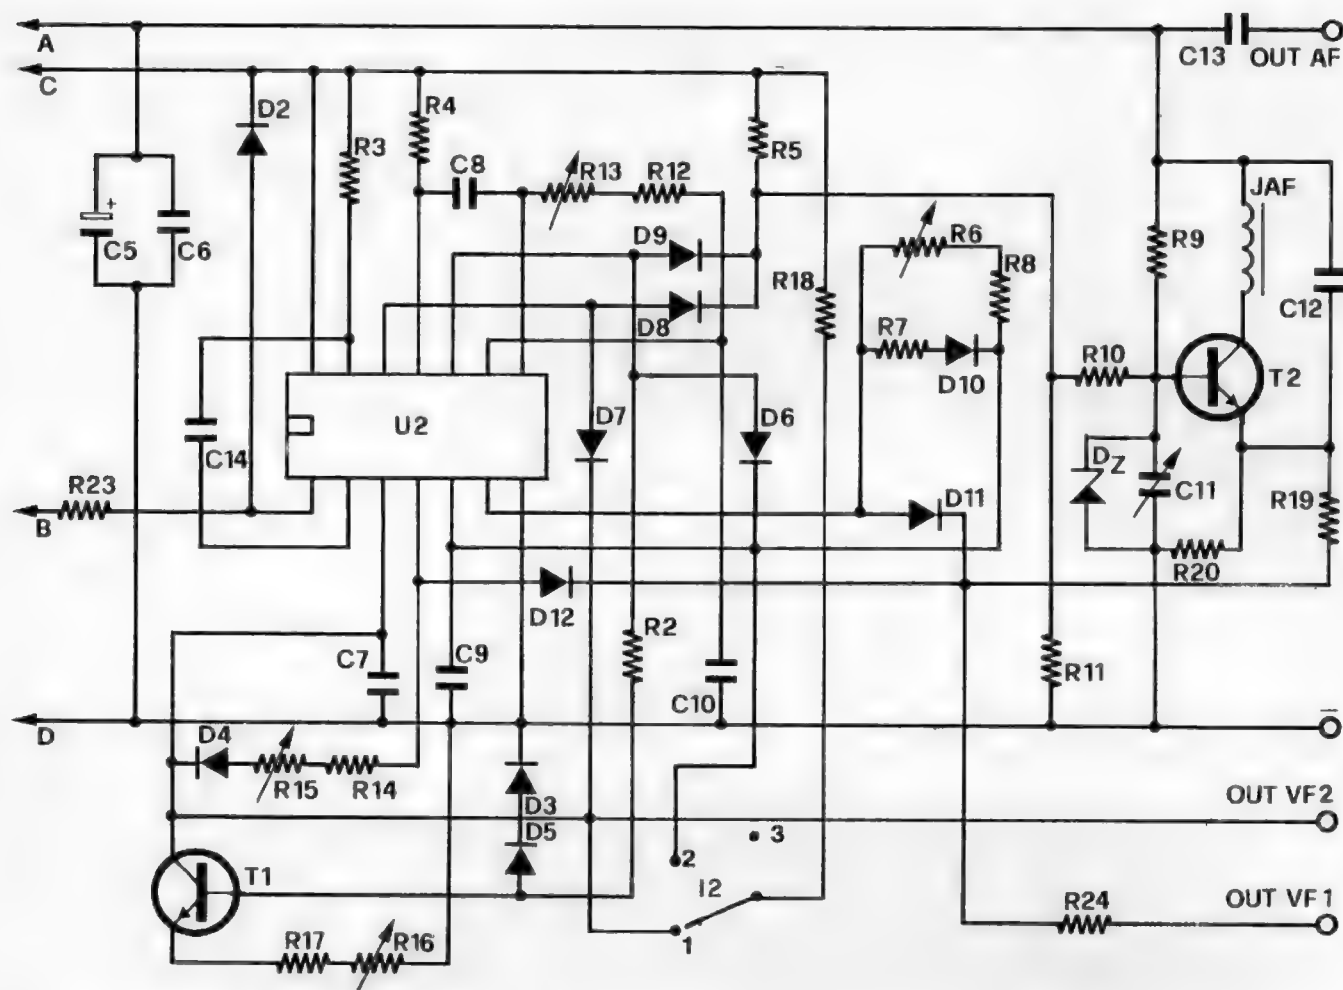 A
C13
OUT AF
C
D2
R4
R3
C8
R13
R12
R5
JAF
+
C5
C6
D9
R6
R9
R8
R18
C12
D8
R7
R10
D10
T2
U2
D7
D6
C14
DZ
C11
R23
D11
R19
B
R20
D12
R2
C7
C9
R11
C10
D
D4
–
R15
R14
D3
OUT VF2
D5
3
2
T1
I2
R24
OUT VF1
1
R17
R16